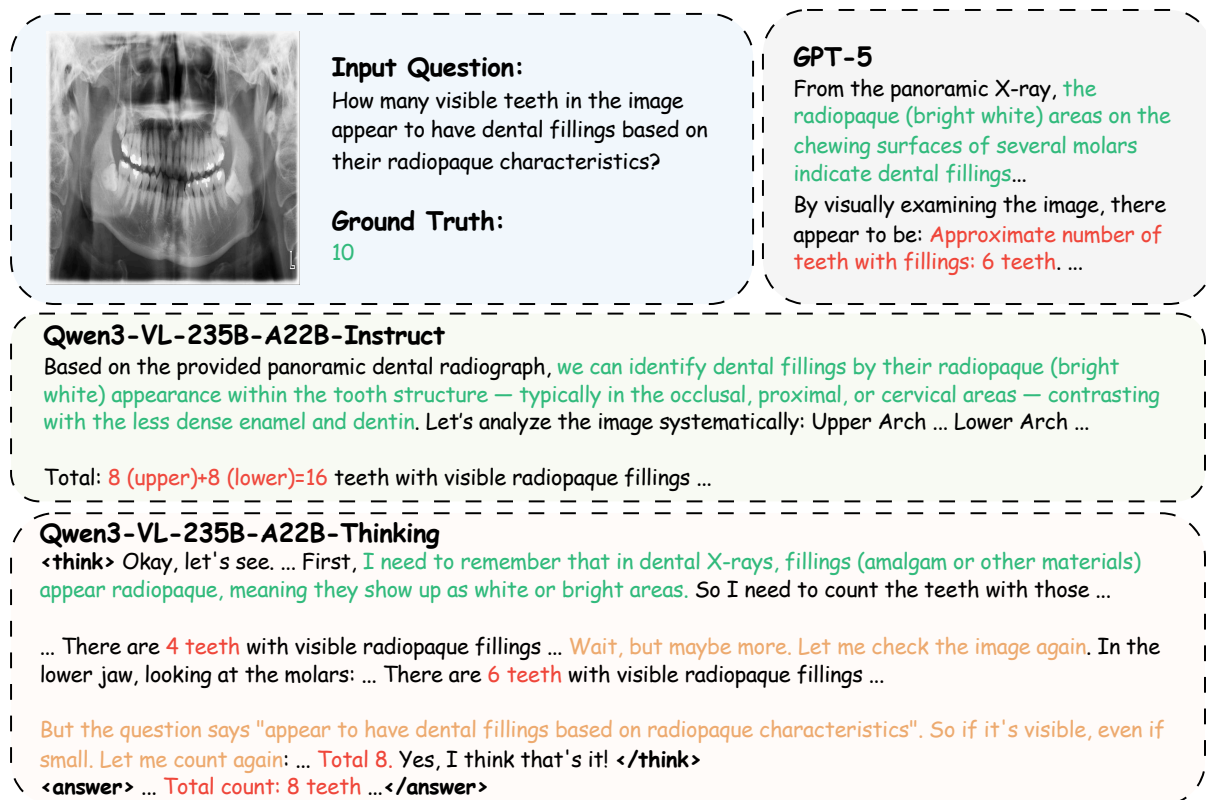 Input Question:
How many visible teeth in the image
appear to have dental fillings based on
their radiopaque characteristics?
Ground Truth:
10
L
GPT-5
From the panoramic X-ray, the
radiopaque (bright white) areas on the
chewing surfaces of several molars
indicate dental fillings...
By visually examining the image, there
appear to be: Approximate number of
teeth with fillings: 6 teeth. ...
Qwen3-VL-235B-A22B-Instruct
Based on the provided panoramic dental radiograph, we can identify dental fillings by their radiopaque (bright
white) appearance within the tooth structure — typically in the occlusal, proximal, or cervical areas — contrasting
with the less dense enamel and dentin. Let’s analyze the image systematically: Upper Arch ... Lower Arch ...
Total: 8 (upper)+8 (lower)=16 teeth with visible radiopaque fillings ...
Qwen3-VL-235B-A22B-Thinking
<think> Okay, let's see. ... First, I need to remember that in dental X-rays, fillings (amalgam or other materials)
appear radiopaque, meaning they show up as white or bright areas. So I need to count the teeth with those ...
... There are 4 teeth with visible radiopaque fillings ... Wait, but maybe more. Let me check the image again. In the
lower jaw, looking at the molars: ... There are 6 teeth with visible radiopaque fillings ...
But the question says "appear to have dental fillings based on radiopaque characteristics". So if it's visible, even if
small. Let me count again: ... Total 8. Yes, I think that's it! </think>
<answer> ... Total count: 8 teeth ...</answer>